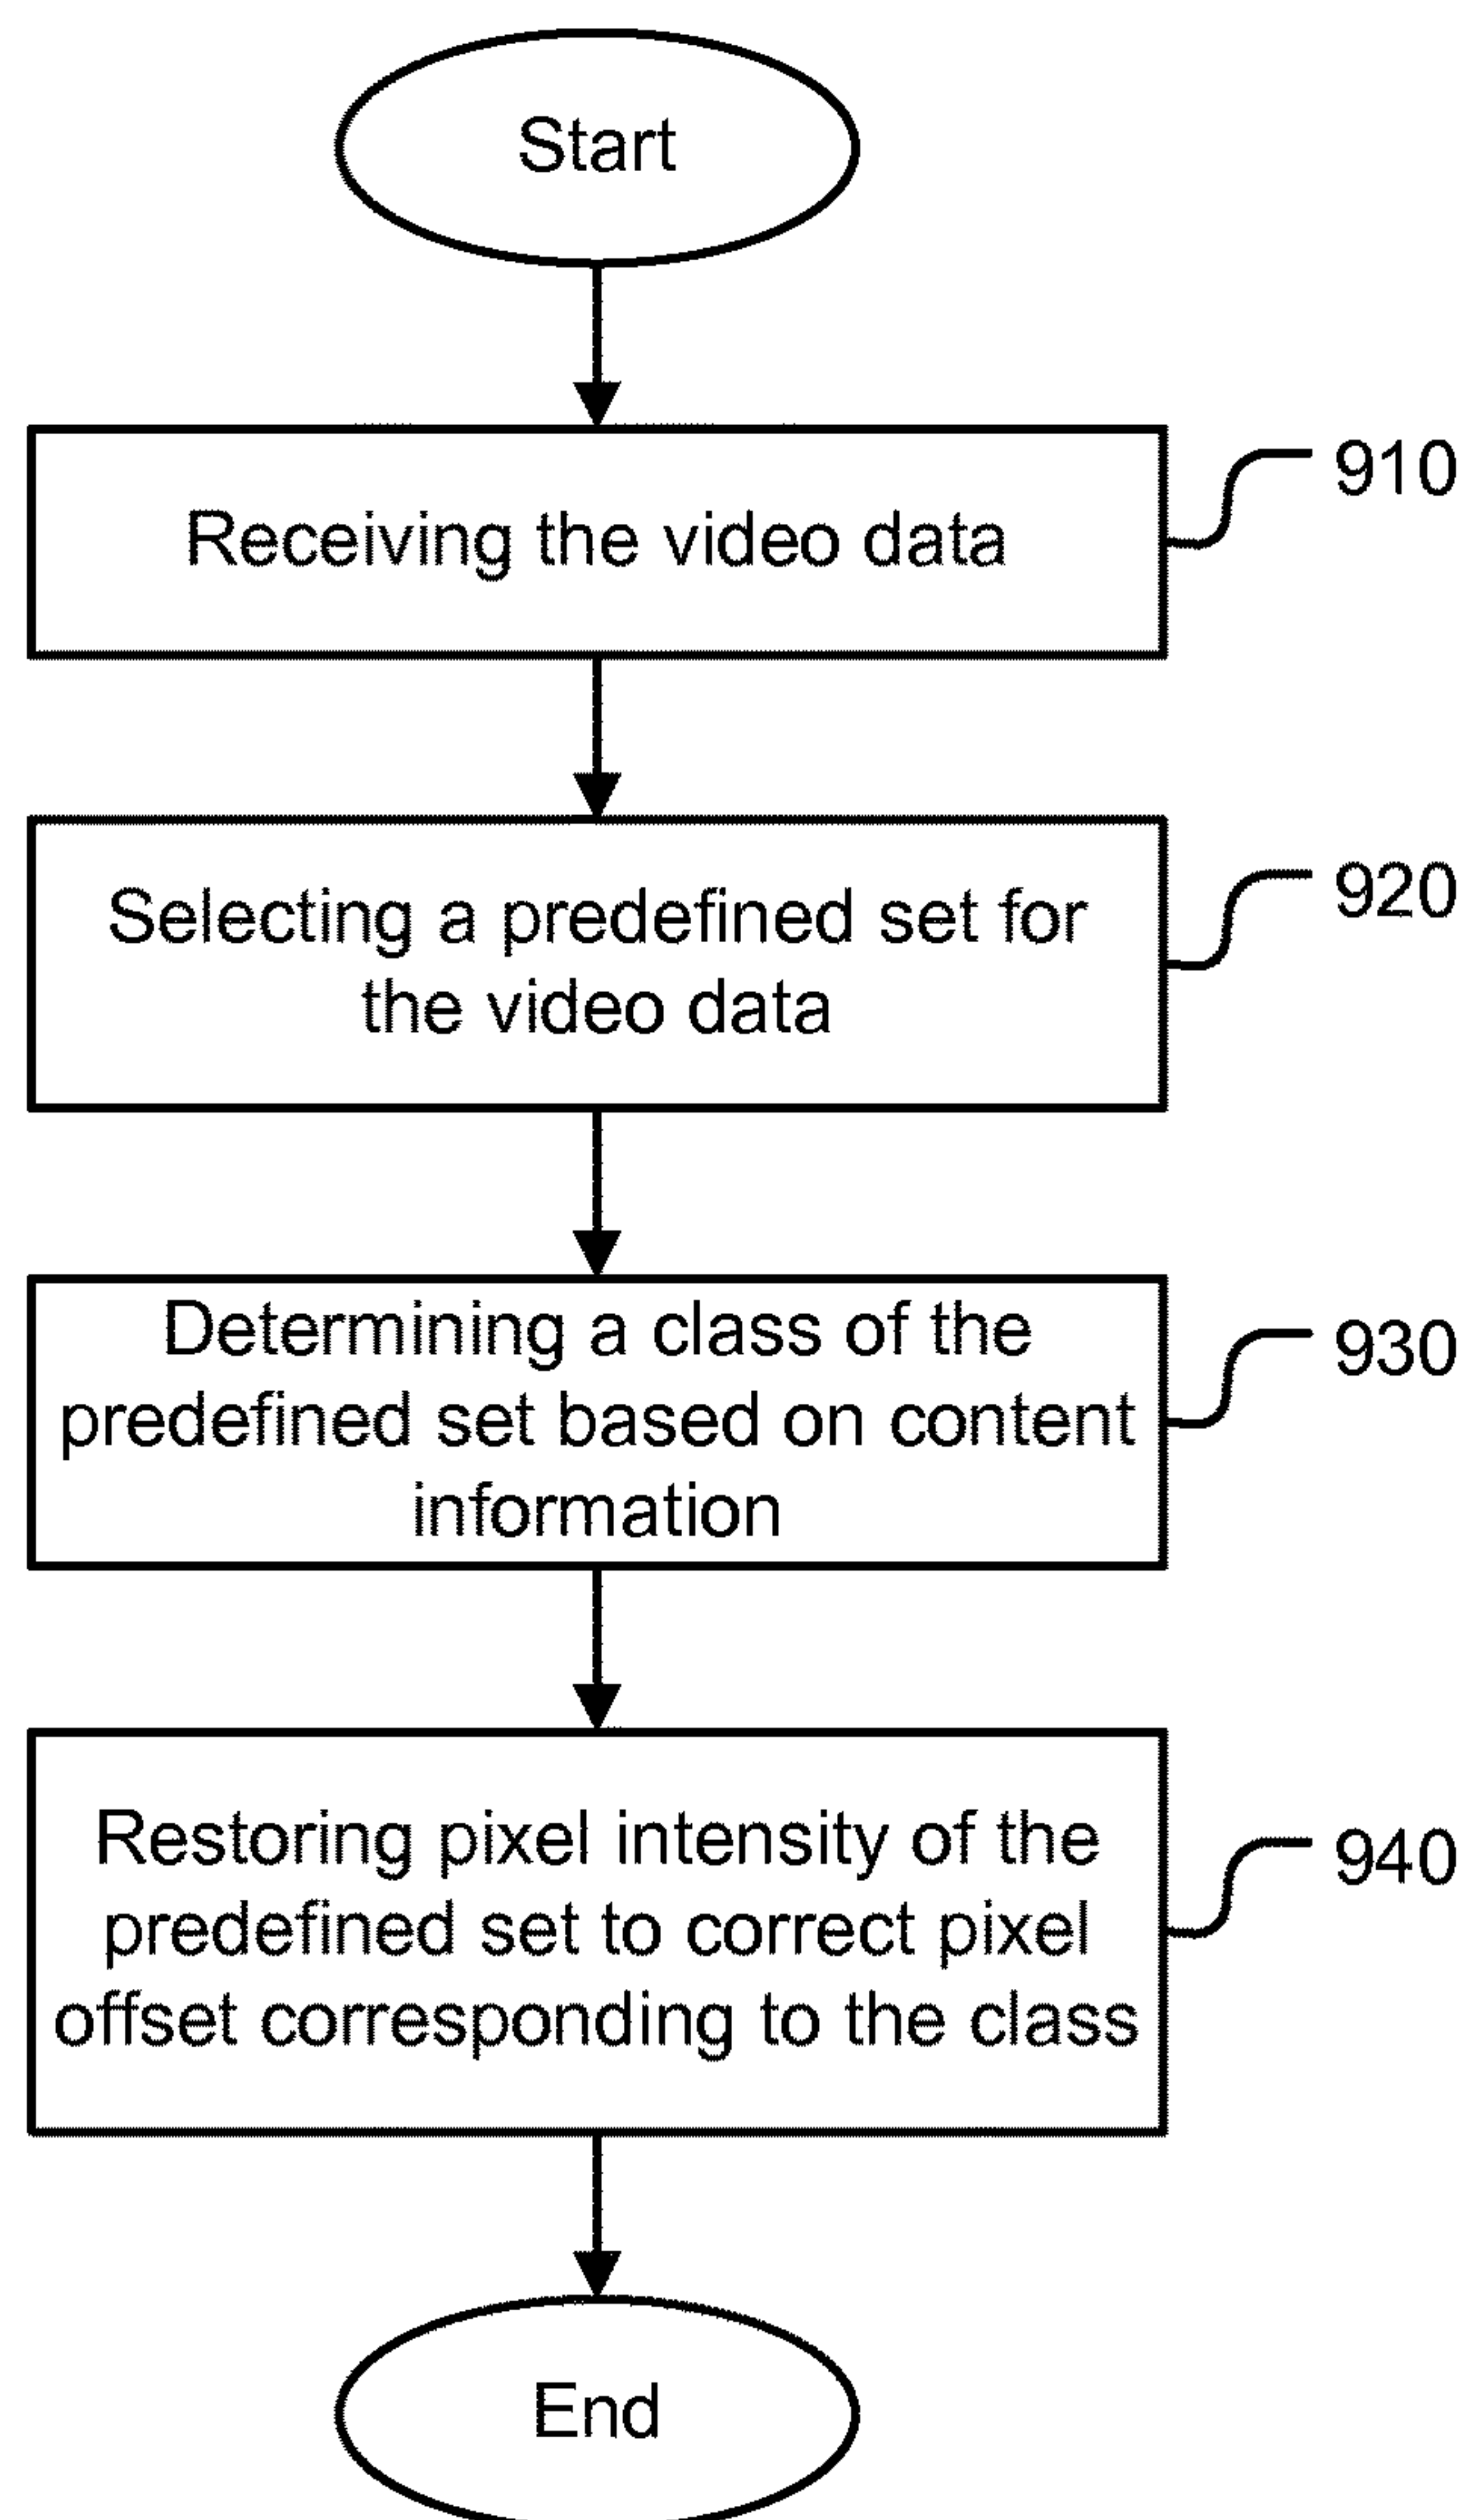 Start
910
Receiving the video data
920
Selecting a predefined set for
the video data
930
Determining a class of the
predefined set based on content
information
940
Restoring pixel intensity of the
predefined set to correct pixel
offset corresponding to the class
End